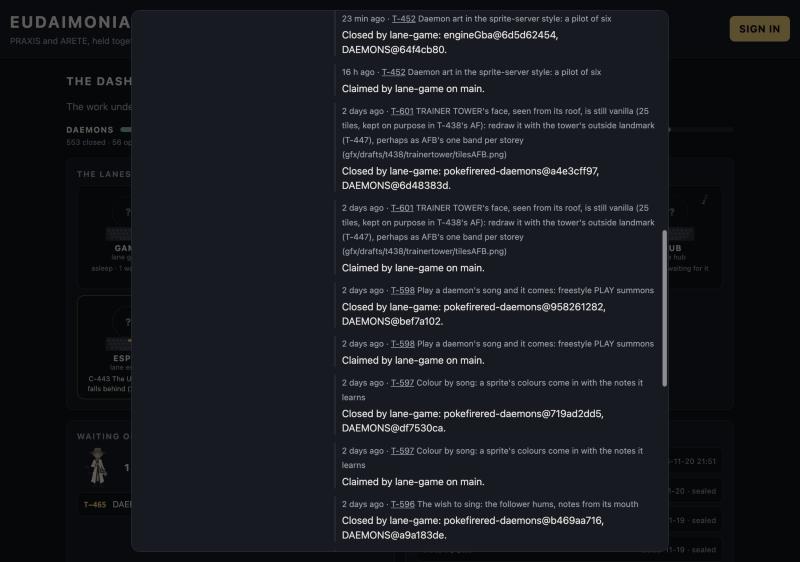 EUDAIMONIA
PRAXIS and ARETE, held
SIGN IN
THE DASH
The work
DAEMONS
553 closed · 56
THE LANES
asleep · 1
waiting for it
ESP
C-443 The U
falls behind
WAITING
1
T-465 DAE
-11-20 21:51
-1-20 · sealed
-1-19 · sealed
-11-19 · sealed
23 min ago · T-452 Daemon art in the sprite-server style: a pilot of six
Closed by lane-game: engineGba@6d5d62454,
DAEMONS@64f4cb80.
16 h ago · T-452 Daemon art in the sprite-server style: a pilot of six
Claimed by lane-game on main.
2 days ago · T-601 TRAINER TOWER's face, seen from its roof, is still vanilla (25
tiles, kept on purpose in T-438's AF): redraw it with the tower's outside landmark
(T-447), perhaps as AFB's one band per storey
(gfx/drafts/t438/trainertower/tilesAFB.png)
Closed by lane-game: pokefirered-daemons@a4e3cff97,
DAEMONS@6d48383d.
2 days ago · T-601 TRAINER TOWER's face, seen from its roof, is still vanilla (25
tiles, kept on purpose in T-438's AF): redraw it with the tower's outside landmark
(T-447), perhaps as AFB's one band per storey
(gfx/drafts/t438/trainertower/tilesAFB.png)
Claimed by lane-game on main.
2 days ago · T-598 Play a daemon's song and it comes: freestyle PLAY summons
Closed by lane-game: pokefirered-daemons@958261282,
DAEMONS@bef7a102.
2 days ago · T-598 Play a daemon's song and it comes: freestyle PLAY summons
Claimed by lane-game on main.
2 days ago · T-597 Colour by song: a sprite's colours come in with the notes it
learns
Closed by lane-game: pokefirered-daemons@719ad2dd5,
DAEMONS@df7530ca.
2 days ago · T-597 Colour by song: a sprite's colours come in with the notes it
learns
Claimed by lane-game on main.
2 days ago · T-596 The wish to sing: the follower hums, notes from its mouth
Closed by lane-game: pokefirered-daemons@b469aa716,
DAEMONS@a9a183de.